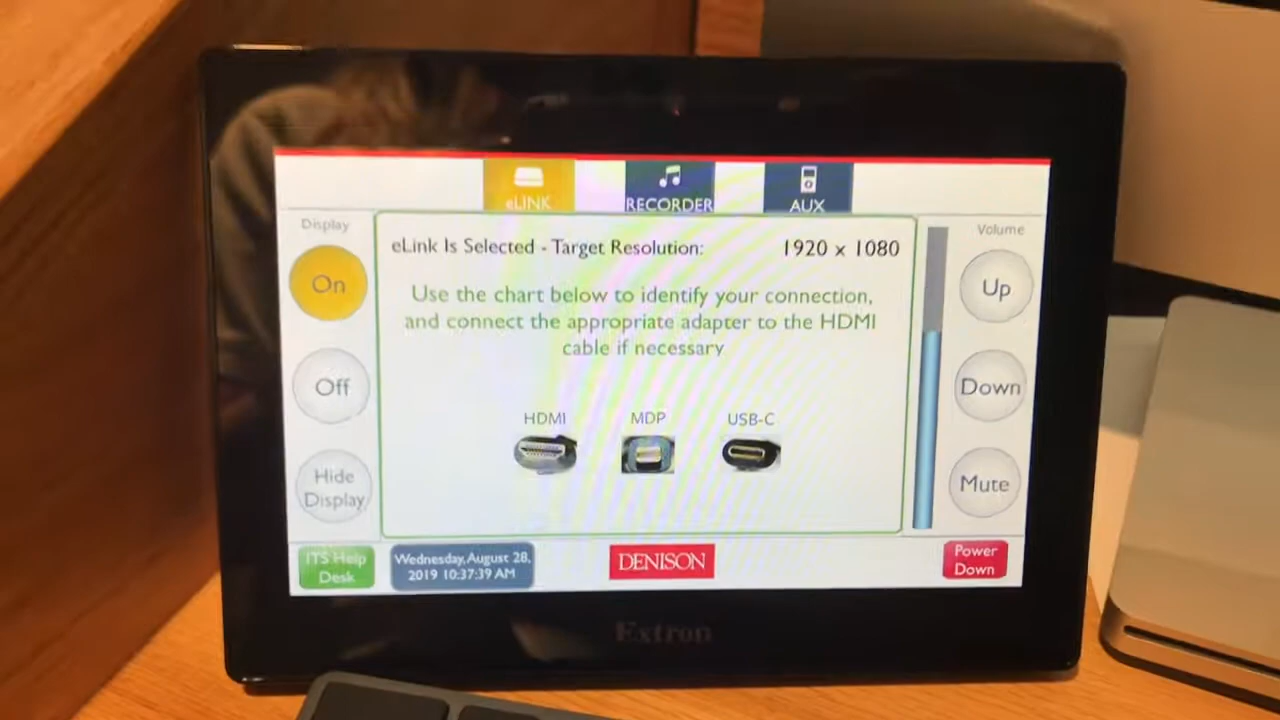 eLINK
RECORDER
AUX
Display
On
Off
Hide
Display
eLink Is Selected - Target Resolution: 1920 x 1080
Use the chart below to identify your connection,
and connect the appropriate adapter to the HDMI
cable if necessary
HDMI
MDP
USB-C
Volume
Up
Down
Mute
ITS Help
Desk
Wednesday, August 28,
2019 10:37:39 AM
DENISON
Power
Down
Extron